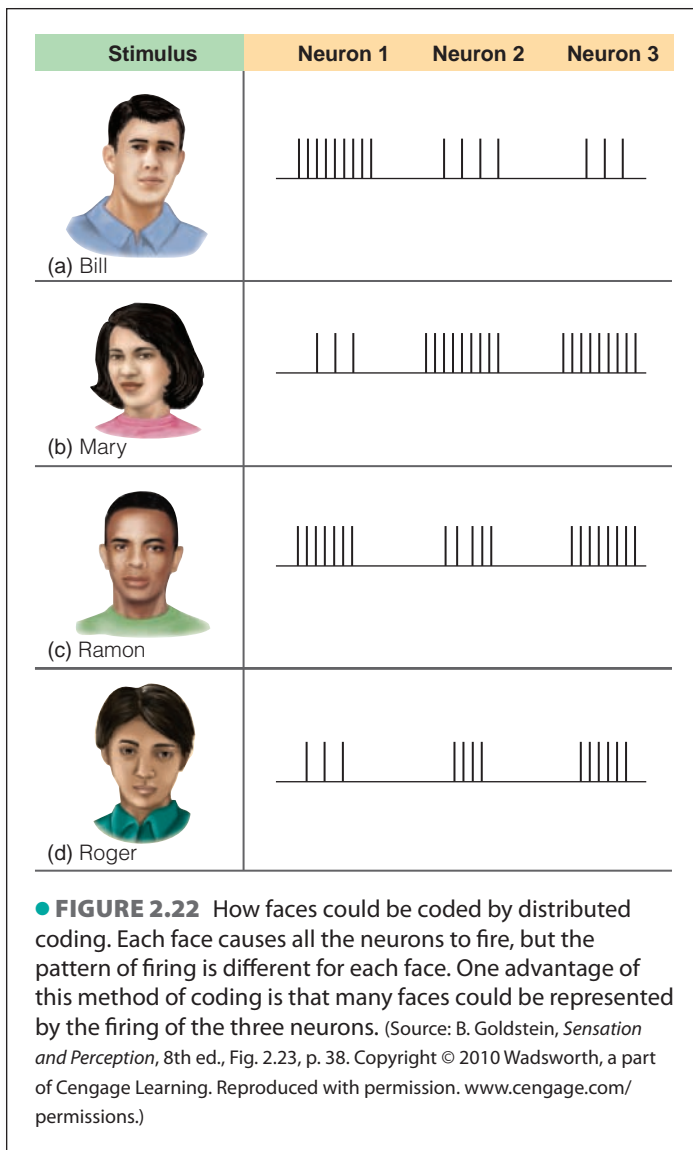 Stimulus Neuron 1 Neuron 2 Neuron 3
(a) Bill
(b) Mary
(c) Ramon
(d) Roger
● FIGURE 2.22 How faces could be coded by distributed
coding. Each face causes all the neurons to fire, but the
pattern of firing is different for each face. One advantage of
this method of coding is that many faces could be represented
by the firing of the three neurons. (Source: B. Goldstein, Sensation
and Perception, 8th ed., Fig. 2.23, p. 38. Copyright © 2010 Wadsworth, a part
of Cengage Learning. Reproduced with permission. www.cengage.com/
permissions.)